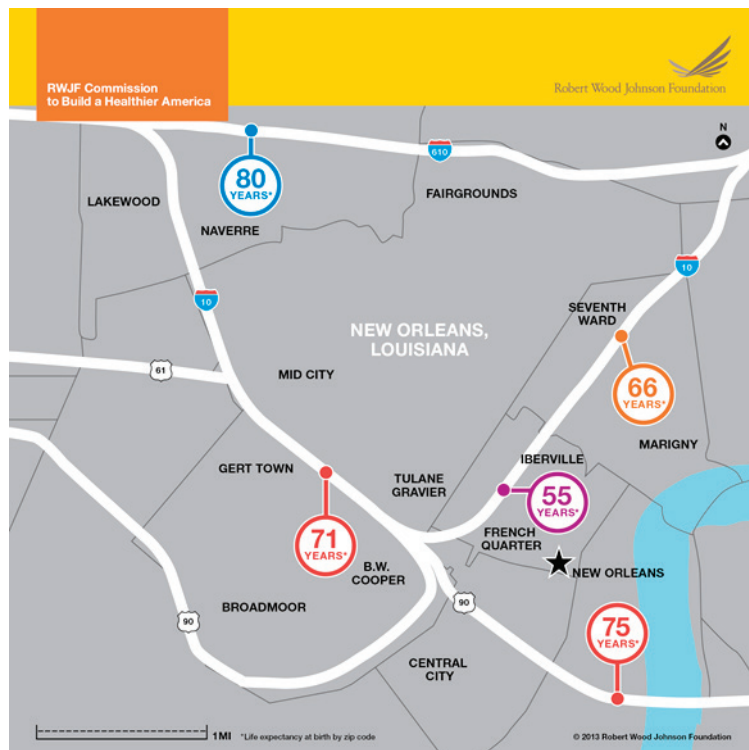 RWJF Commission
to Build a Healthier America
Robert Wood Johnson Foundation
N
610
80
YEARS*
LAKEWOOD
FAIRGROUNDS
NAVERRE
10
10
SEVENTH
WARD
NEW ORLEANS,
LOUISIANA
61
MID CITY
66
YEARS*
MARIGNY
IBERVILLE
GERT TOWN
TULANE
GRAVIER
55
YEARS*
FRENCH
QUARTER
71
YEARS*
B.W.
COOPER
NEW ORLEANS
90
BROADMOOR
90
75
YEARS*
CENTRAL
CITY
1MI
*Life expectancy at birth by zip code
© 2013 Robert Wood Johnson Foundation